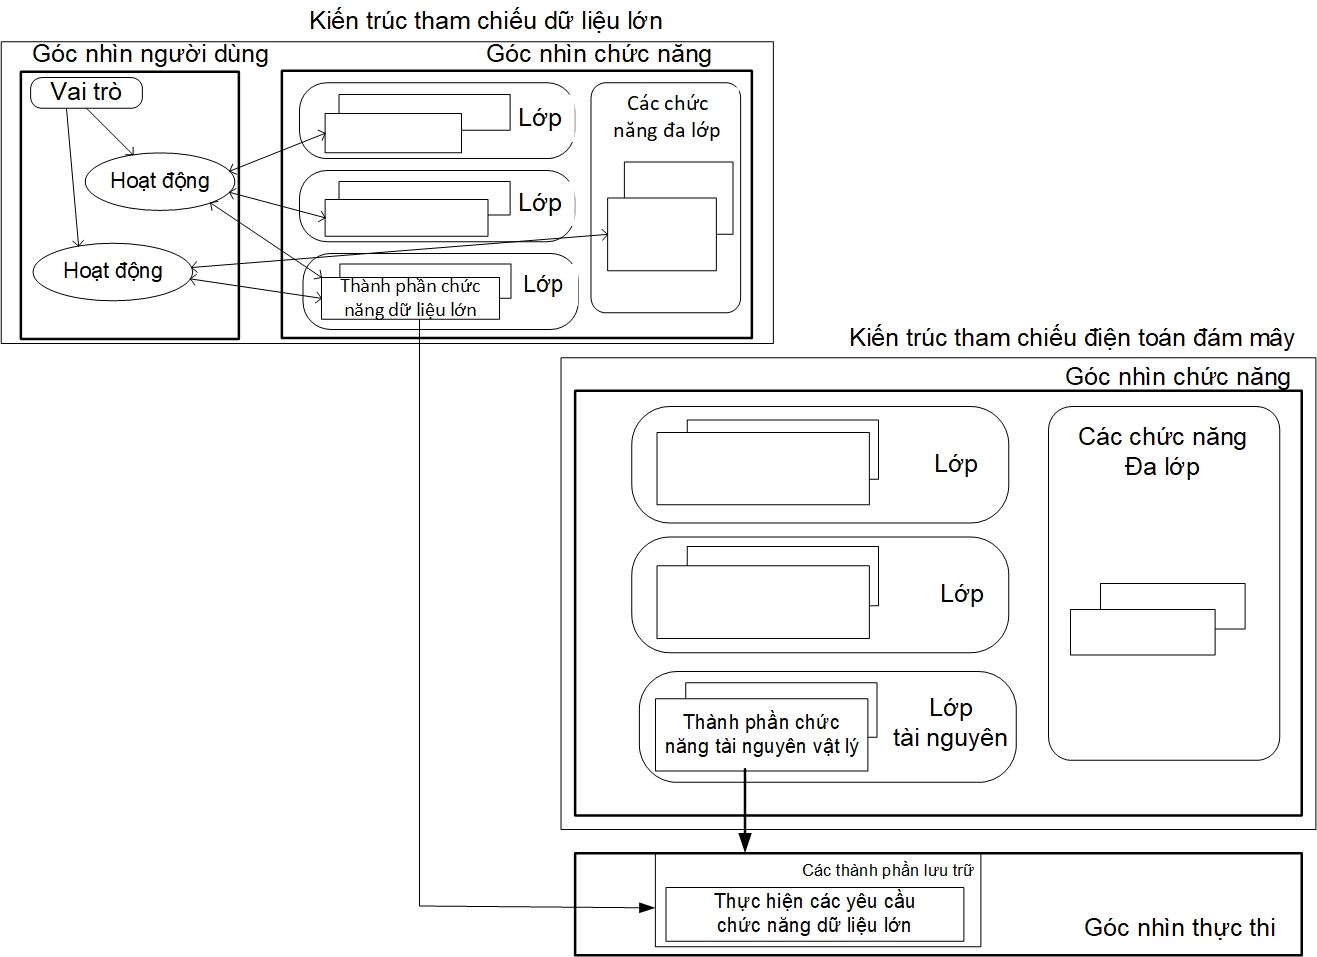 Kiến trúc tham chiếu dữ liệu lớn
Góc nhìn người dùng
Góc nhìn chức năng
Vai trò
Hoạt động
Hoạt động
Lớp
Lớp
Thành phần chức
năng dữ liệu lớn
Lớp
Các chức
năng đa lớp
Kiến trúc tham chiếu điện toán đám mây
Góc nhìn chức năng
Lớp
Lớp
Thành phần chức
năng tài nguyên vật lý
Lớp
tài nguyên
Các chức năng
Đa lớp
Các thành phần lưu trữ
Thực hiện các yêu cầu
chức năng dữ liệu lớn
Góc nhìn thực thi